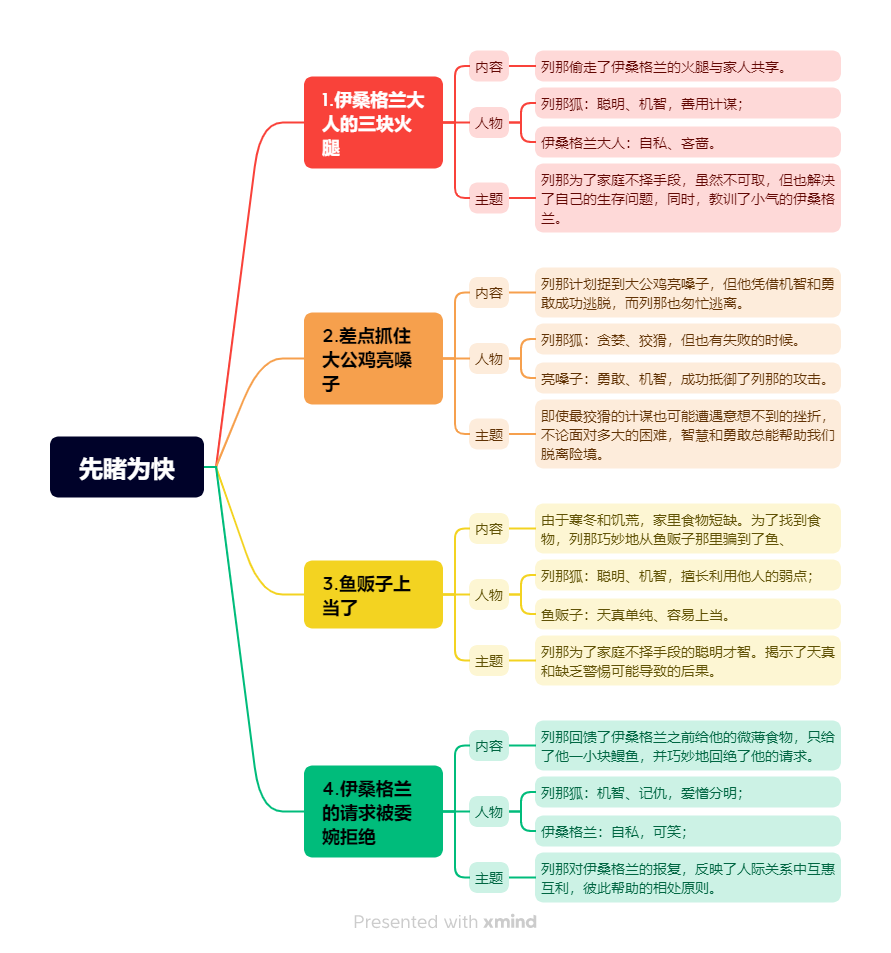 先睹为快
1.伊桑格兰大
人的三块火
腿
内容
列那偷走了伊桑格兰的火腿与家人共享。
人物
列那狐：聪明、机智，善用计谋；
伊桑格兰大人：自私、吝啬。
主题
列那为了家庭不择手段，虽然不可取，但也解决
了自己的生存问题，同时，教训了小气的伊桑格
兰。
2.差点抓住
大公鸡亮嗓
子
内容
列那计划捉到大公鸡亮嗓子，但他凭借机智和勇
敢成功逃脱，而列那也匆忙逃离。
人物
列那狐：贪婪、狡猾，但也有失败的时候。
亮嗓子：勇敢、机智，成功抵御了列那的攻击。
主题
即使最狡猾的计谋也可能遭遇意想不到的挫折，
不论面对多大的困难，智慧和勇敢总能帮助我们
脱离险境。
3.鱼贩子上
当了
内容
由于寒冬和饥荒，家里食物短缺。为了找到食
物，列那巧妙地从鱼贩子那里骗到了鱼、
人物
列那狐：聪明、机智，擅长利用他人的弱点；
鱼贩子：天真单纯、容易上当。
主题
列那为了家庭不择手段的聪明才智。揭示了天真
和缺乏警惕可能导致的后果。
4.伊桑格兰
的请求被委
婉拒绝
内容
列那回馈了伊桑格兰之前给他的微薄食物，只给
了他一小块鳗鱼，并巧妙地回绝了他的请求。
人物
列那狐：机智、记仇，爱憎分明；
伊桑格兰：自私，可笑；
主题
列那对伊桑格兰的报复，反映了人际关系中互惠
互利，彼此帮助的相处原则。
Presented with xmind